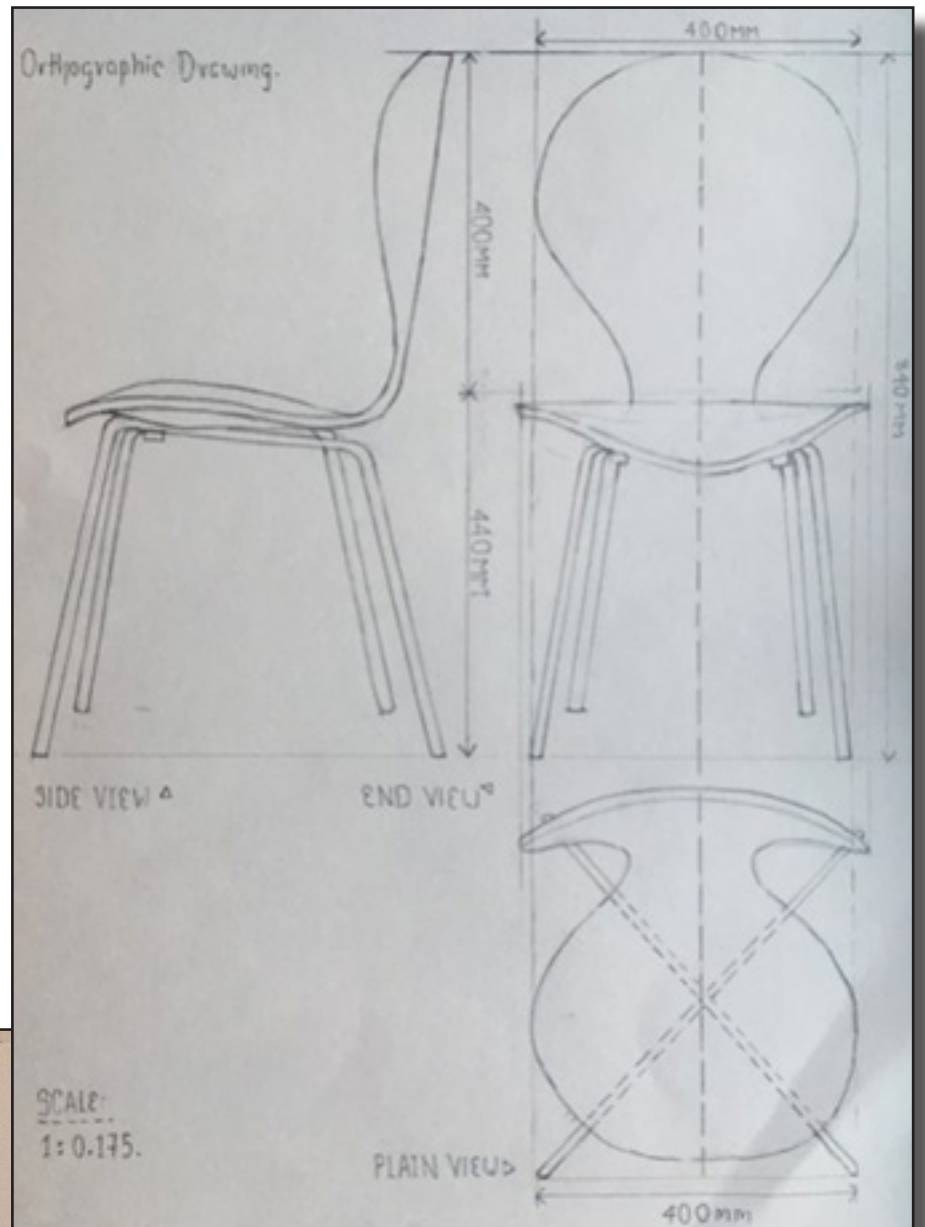 400MM
Orthographic Drawing.
400MM
840MM
440MM
SIDE VIEW
END VIEW
SCALE:
1:0.175.
PLAIN VIEW
400MM